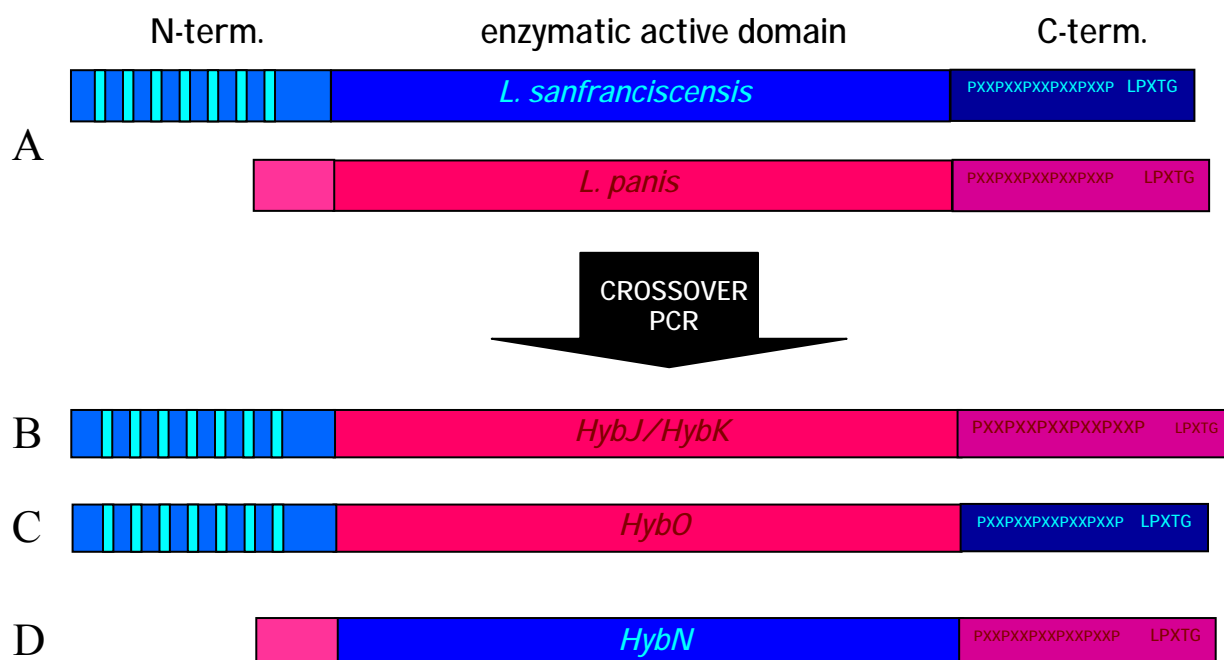 N-term. enzymatic active domain C-term.
A
L. sanfranciscensis PXXPXXPXXPXXPXXP LPXTG
L. panis PXXPXXPXXPXXPXXP LPXTG
CROSSOVER
PCR
B HybJ/HybK PXXPXXPXXPXXPXXP LPXTG
C HybO PXXPXXPXXPXXPXXP LPXTG
D HybN PXXPXXPXXPXXPXXP LPXTG